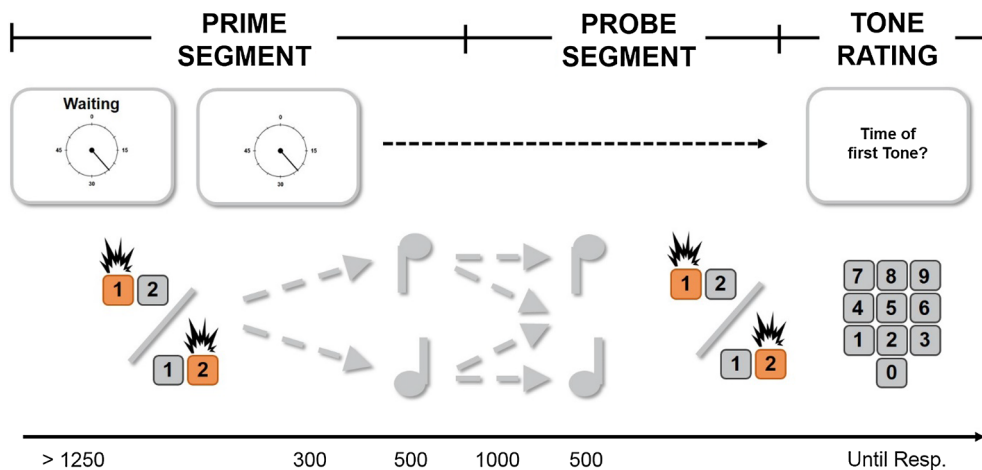 PRIME
SEGMENT
PROBE
SEGMENT
TONE
RATING
Waiting
0
45 15
30
0
45 15
30
Time of
first Tone?
1 2
1 2
1 2
1 2
7 8 9
4 5 6
1 2 3
0
> 1250 300 500 1000 500 Until Resp.